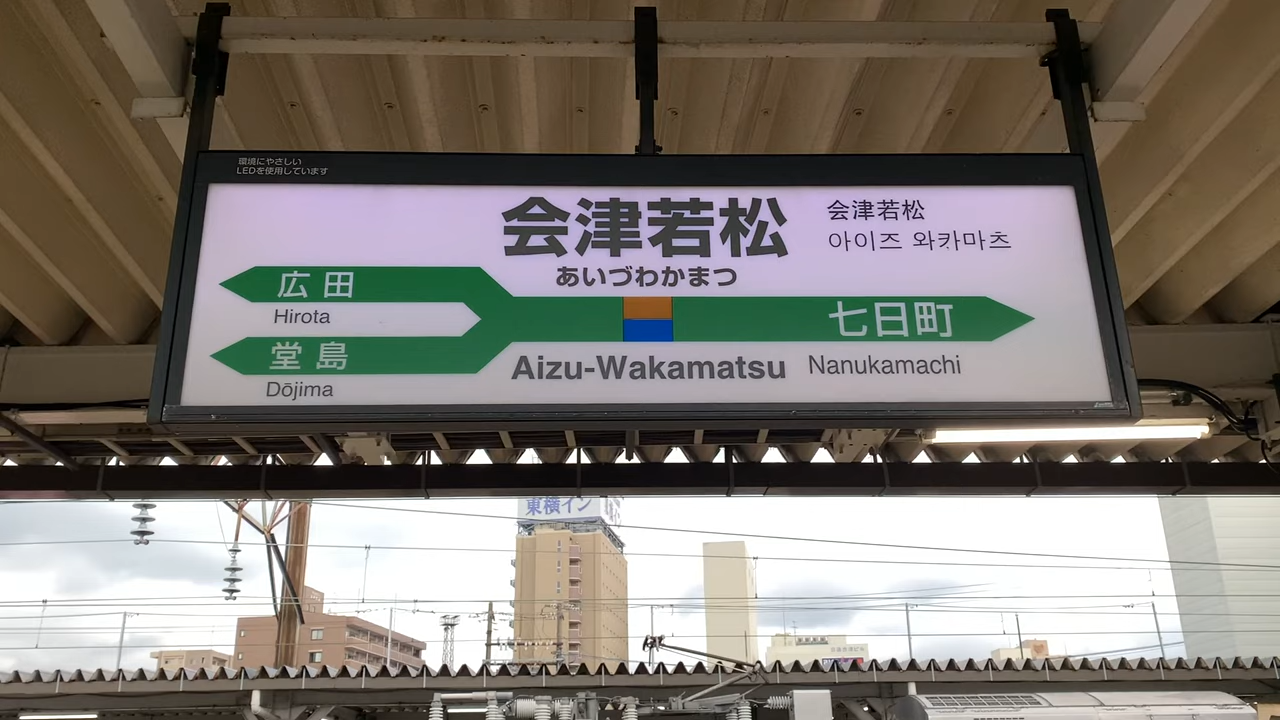 環境にやさしい
LEDを使用しています
会津若松
あいづわかまつ
会津若松
아이즈 와카마츠
広田
Hirota
堂島
Dōjima
七日町
Aizu-Wakamatsu
Nanukamachi
東横イン